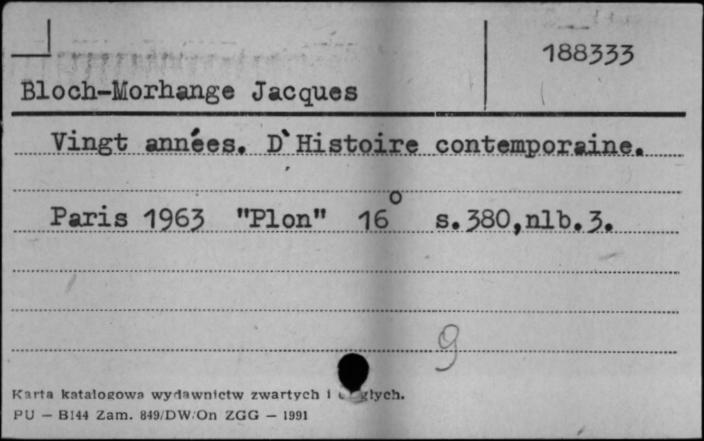 188333
Bloch-Morhange Jacques
Vingt années. D`Histoire contemporaine.
Paris 1963 "Plon" 16° s.380,nlb.3.
9
Karta katalogowa wydawnictw zwartych i
PU — B144 Zam. 849/DW/On ZGG — 1991